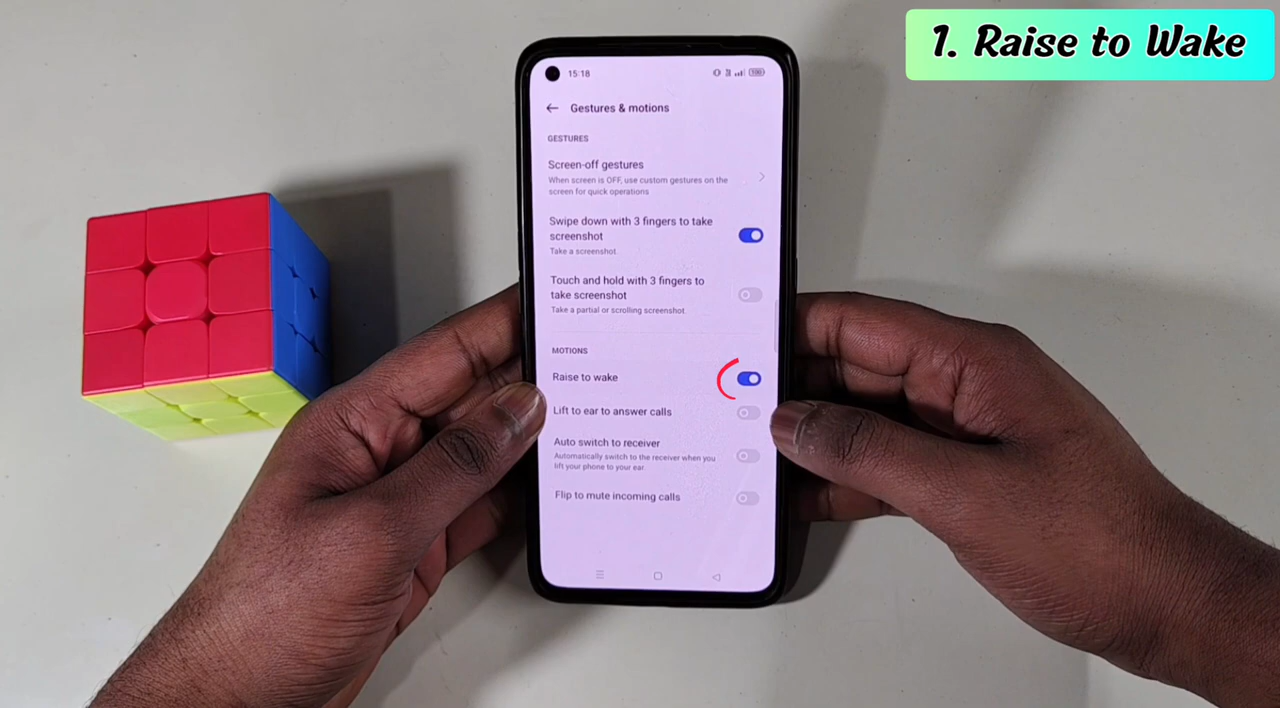 1. Raise to Wake
15:18
Gestures & motions
GESTURES
Screen-off gestures
When screen is OFF, use custom gestures on the
screen for quick operations
Swipe down with 3 fingers to take
screenshot
Take a screenshot
Touch and hold with 3 fingers to
take screenshot
Take a partial or scrolling screenshot
MOTIONS
Raise to wake
Lift to ear to answer calls
Auto switch to receiver
Automatically switch to the receiver when you
lift your phone to your ear.
Flip to mute incoming calls